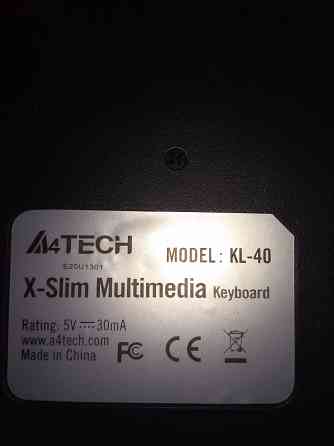 A4TECH
MODEL: KL-40
X-Slim Multimedia Keyboard
Rating: 5V⎓30mA
www.a4tech.com
Made in China
FC CE